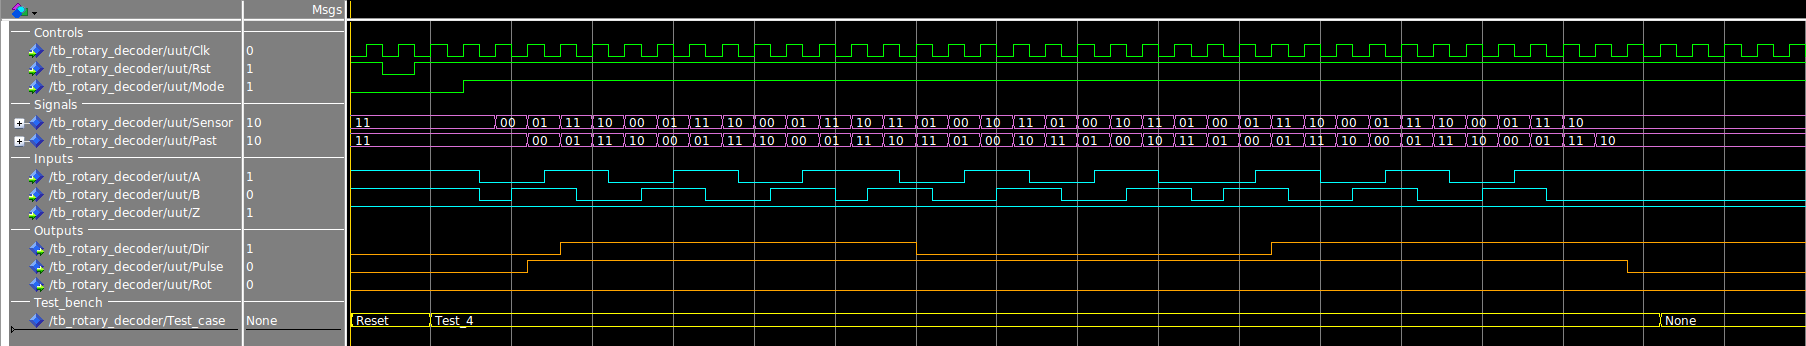 Msgs
Controls
/tb_rotary_decoder/uut/Clk 0
/tb_rotary_decoder/uut/Rst 1
/tb_rotary_decoder/uut/Mode 1
Signals
/tb_rotary_decoder/uut/Sensor 10 11 00 01 11 10 00 01 11 10 00 01 11 10 11 01 00 10 11 01 00 10 11 01 00 01 11 10 00 01 11 10 00 01 11 10
/tb_rotary_decoder/uut/Past 10 11 00 01 11 10 00 01 11 10 00 01 11 10 11 01 00 10 11 01 00 10 11 01 00 01 11 10 00 01 11 10 00 01 11 10
Inputs
/tb_rotary_decoder/uut/A 1
/tb_rotary_decoder/uut/B 0
/tb_rotary_decoder/uut/Z 1
Outputs
/tb_rotary_decoder/uut/Dir 1
/tb_rotary_decoder/uut/Pulse 0
/tb_rotary_decoder/uut/Rot 0
Test_bench
/tb_rotary_decoder/Test_case None Reset Test_4 None